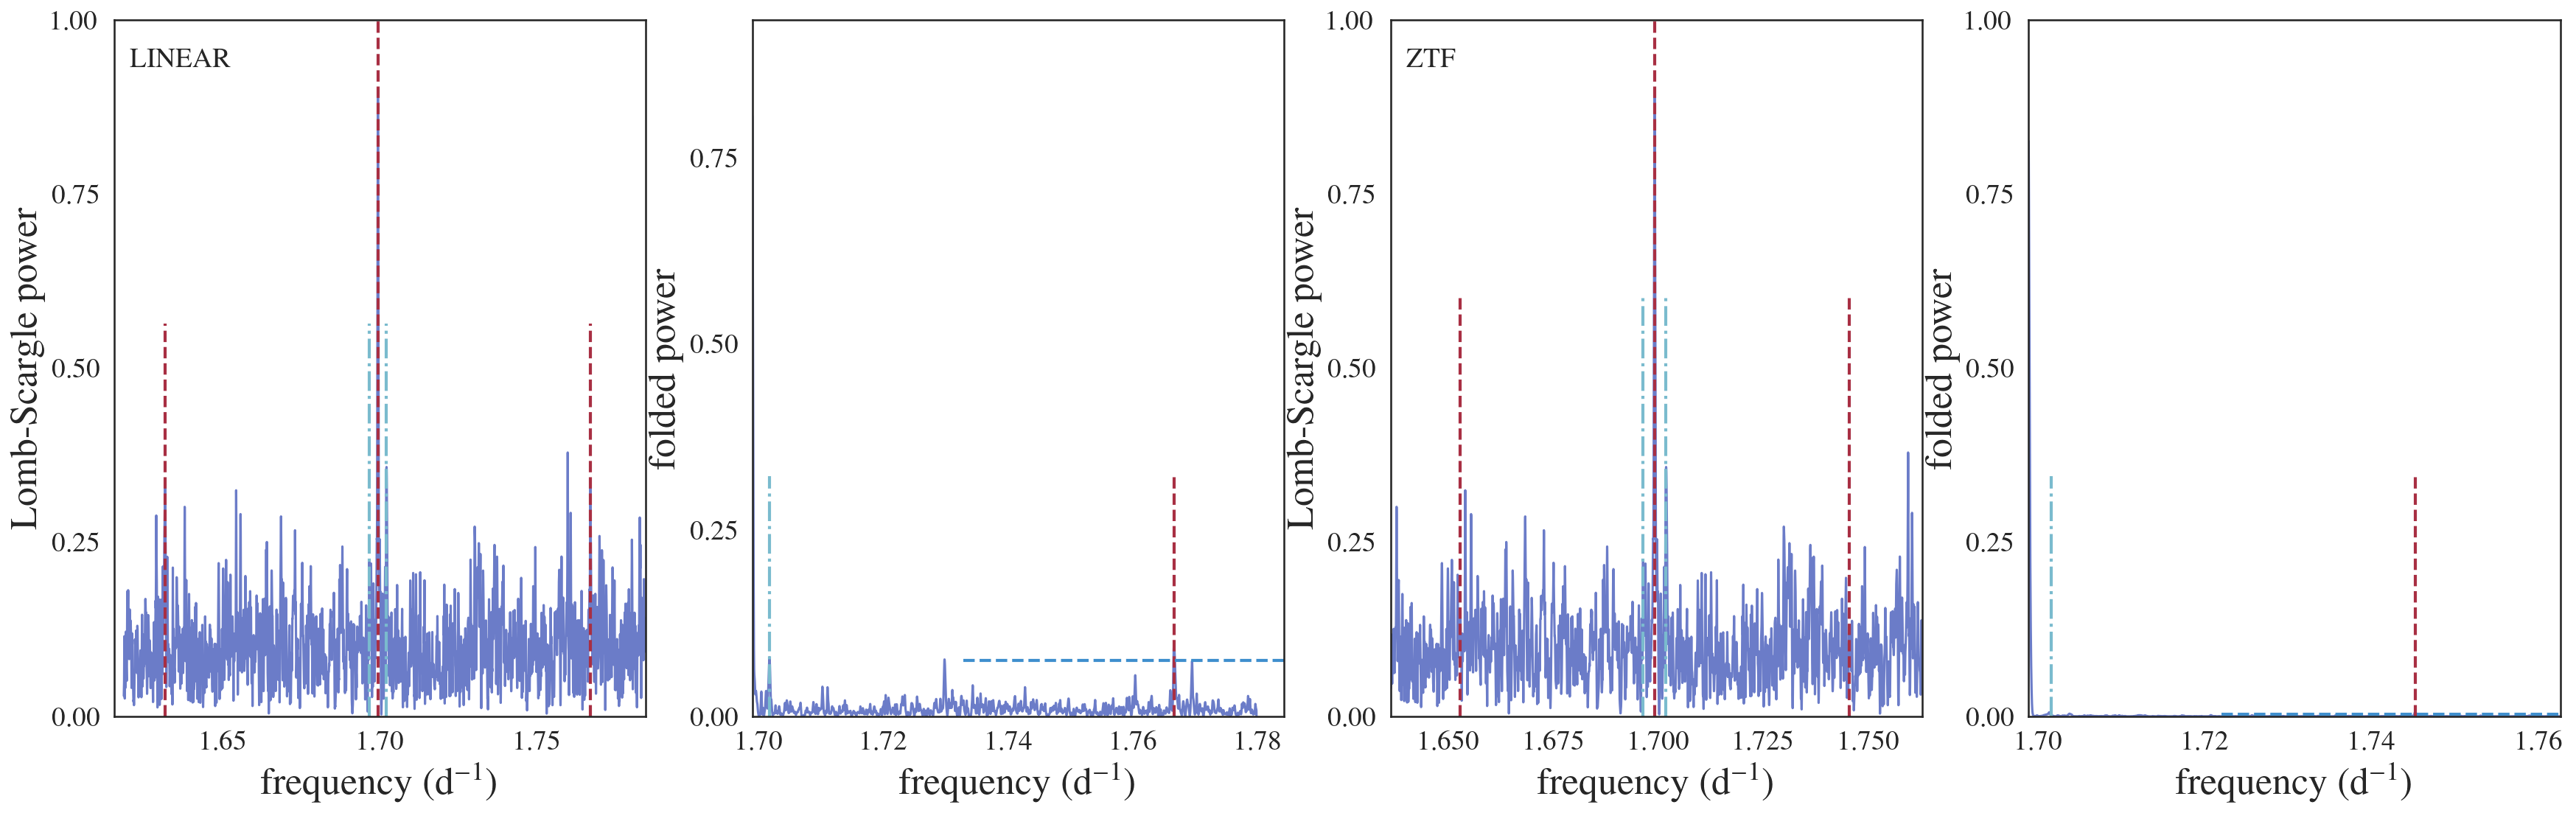 LINEAR
Lomb-Scargle power
1.00
0.75
0.50
0.25
0.00
1.65 1.70 1.75
frequency (d⁻¹)
folded power
0.75
0.50
0.25
0.00
1.70 1.72 1.74 1.76 1.78
frequency (d⁻¹)
ZTF
Lomb-Scargle power
1.00
0.75
0.50
0.25
0.00
1.650 1.675 1.700 1.725 1.750
frequency (d⁻¹)
folded power
1.00
0.75
0.50
0.25
0.00
1.70 1.72 1.74 1.76
frequency (d⁻¹)